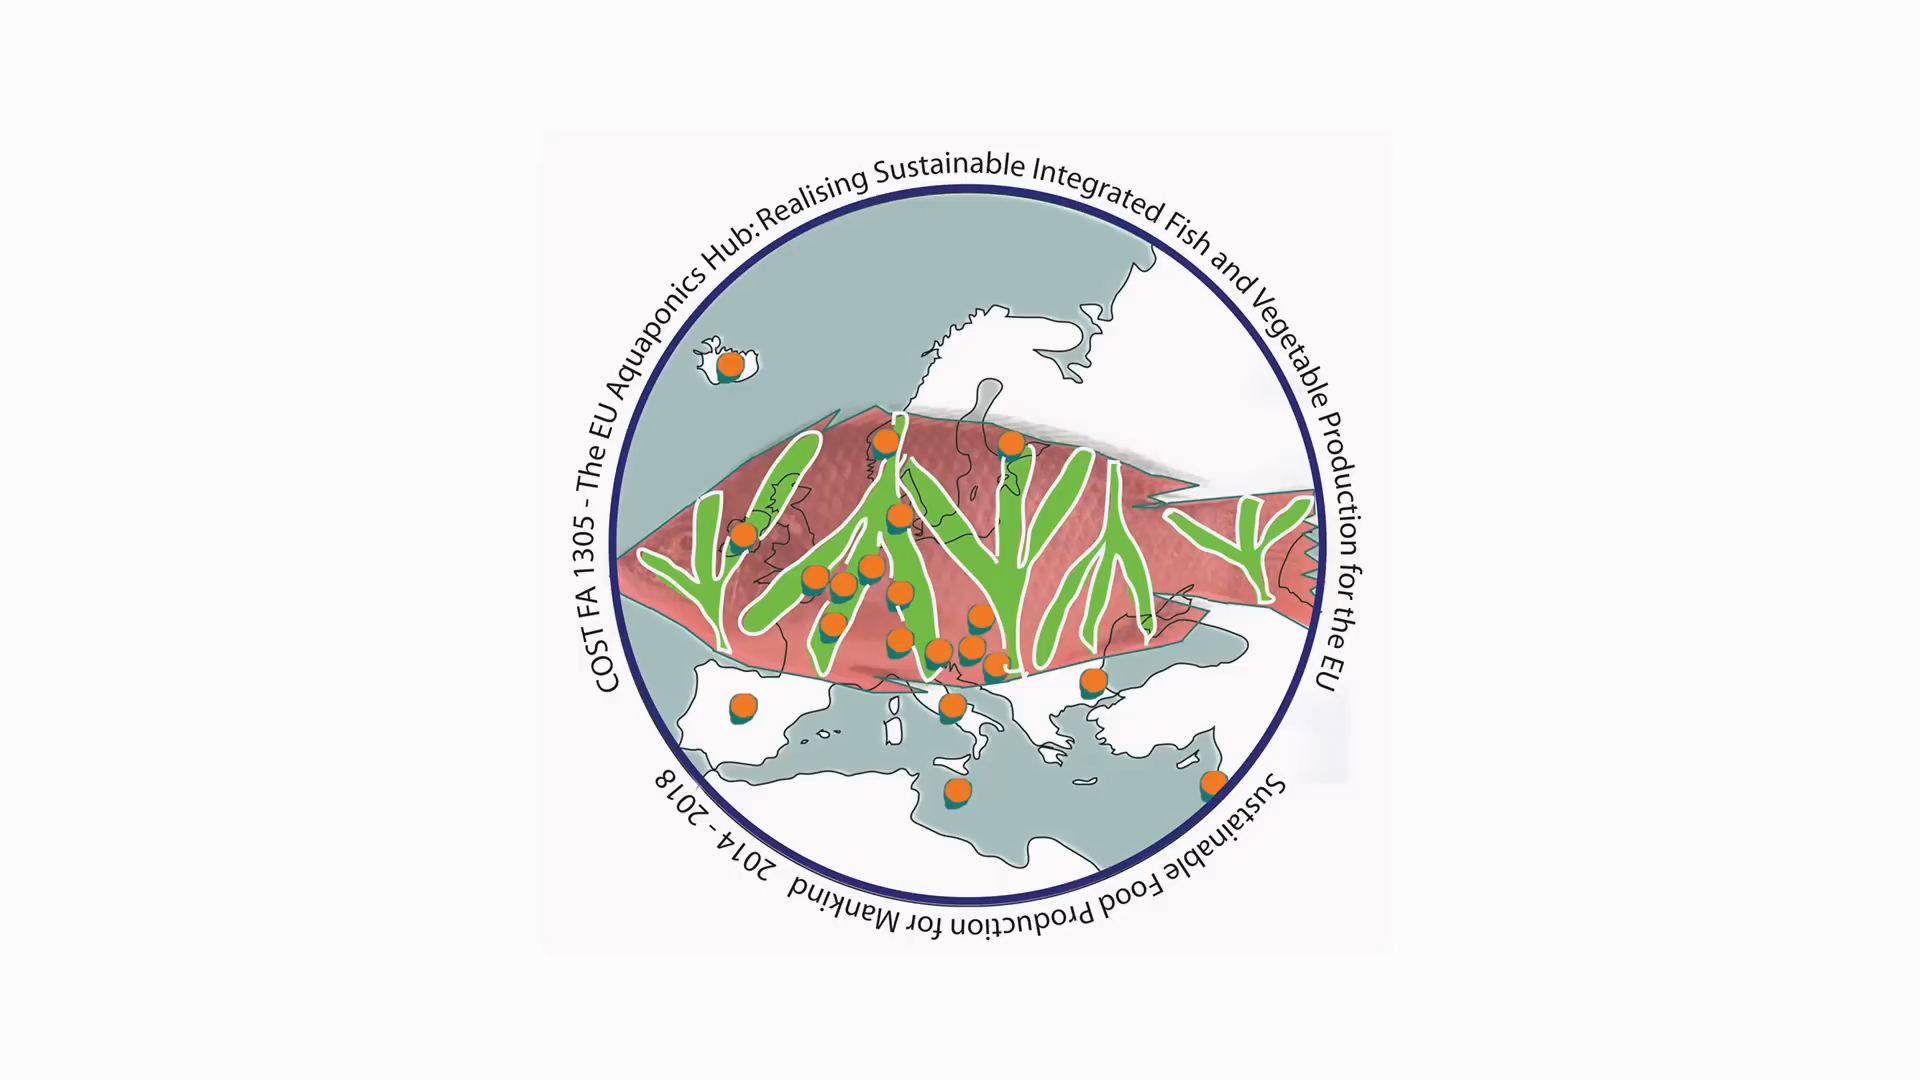 COST FA 1305 - The EU Aquaponics Hub: Realising Sustainable Integrated Fish and Vegetable Production for the EU
Sustainable Food Production for Mankind 2014 - 2018